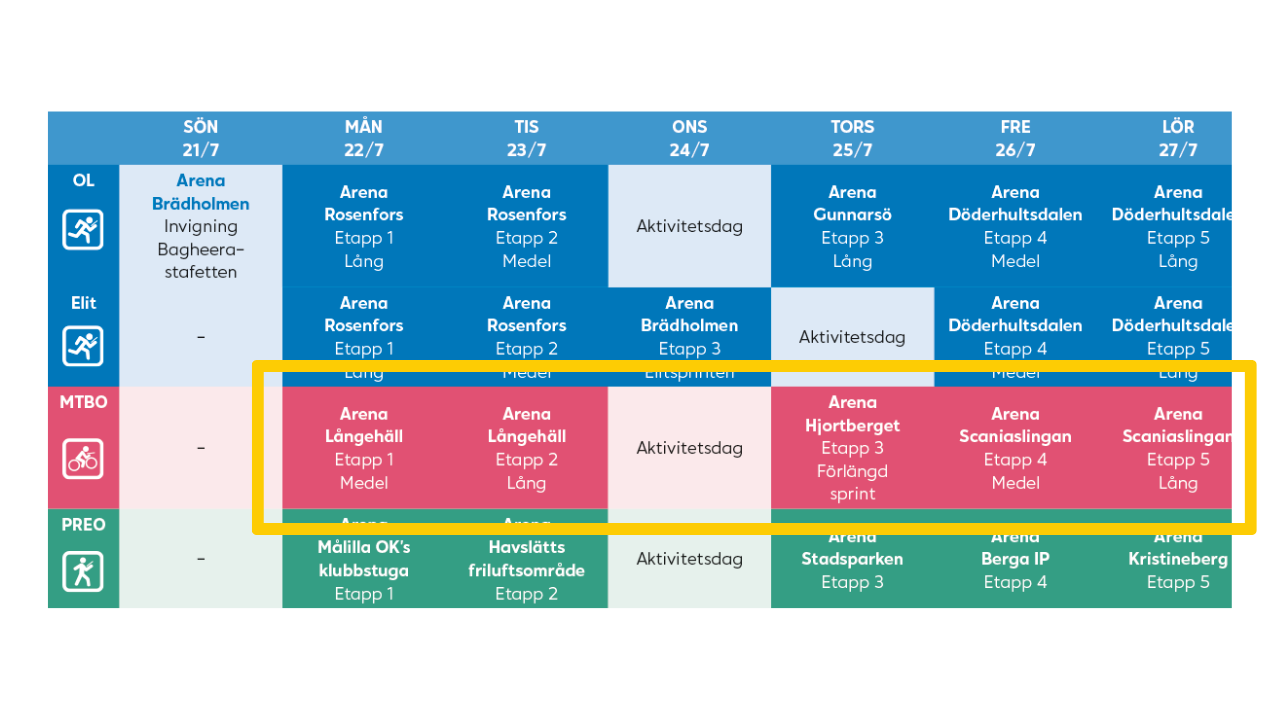 SÖN MÅN TIS ONS TORS FRE LÖR
21/7 22/7 23/7 24/7 25/7 26/7 27/7
OL
Arena
Brädholmen
Invigning
Bagheera-
stafetten
Arena
Rosenfors
Etapp 1
Lång
Arena
Rosenfors
Etapp 2
Medel
Aktivitetsdag
Arena
Gunnarsö
Etapp 3
Lång
Arena
Döderhultsdalen
Etapp 4
Medel
Arena
Döderhultsdale
Etapp 5
Lång
Elit
–
Arena
Rosenfors
Etapp 1
Lång
Arena
Rosenfors
Etapp 2
Medel
Arena
Brädholmen
Etapp 3
Elitsprinten
Aktivitetsdag
Arena
Döderhultsdalen
Etapp 4
Medel
Arena
Döderhultsdale
Etapp 5
Lång
MTBO
–
Arena
Långehäll
Etapp 1
Medel
Arena
Långehäll
Etapp 2
Lång
Aktivitetsdag
Arena
Hjortberget
Etapp 3
Förlängd
sprint
Arena
Scaniaslingan
Etapp 4
Medel
Arena
Scaniaslingan
Etapp 5
Lång
PREO
–
Arena
Målilla OK's
klubbstuga
Etapp 1
Arena
Havslätts
friluftsområde
Etapp 2
Aktivitetsdag
Arena
Stadsparken
Etapp 3
Arena
Berga IP
Etapp 4
Arena
Kristineberg
Etapp 5